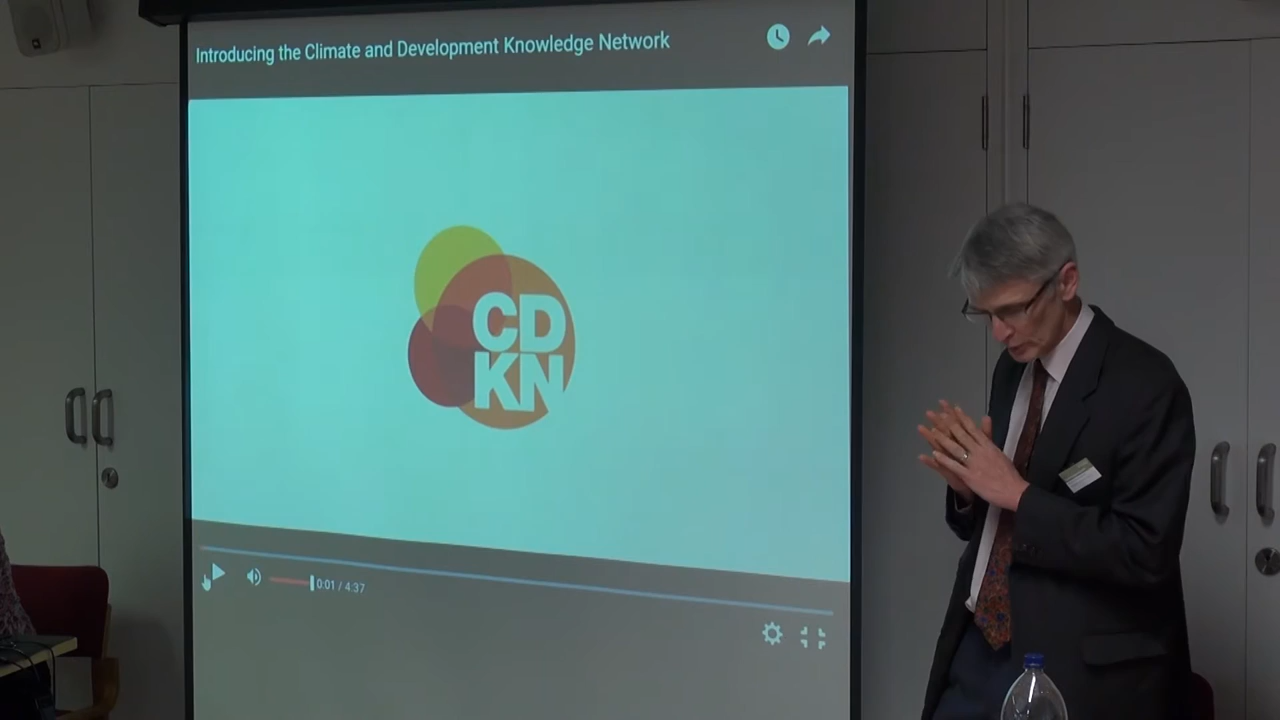 Introducing the Climate and Development Knowledge Network
CD
KN
0:01 / 4:37